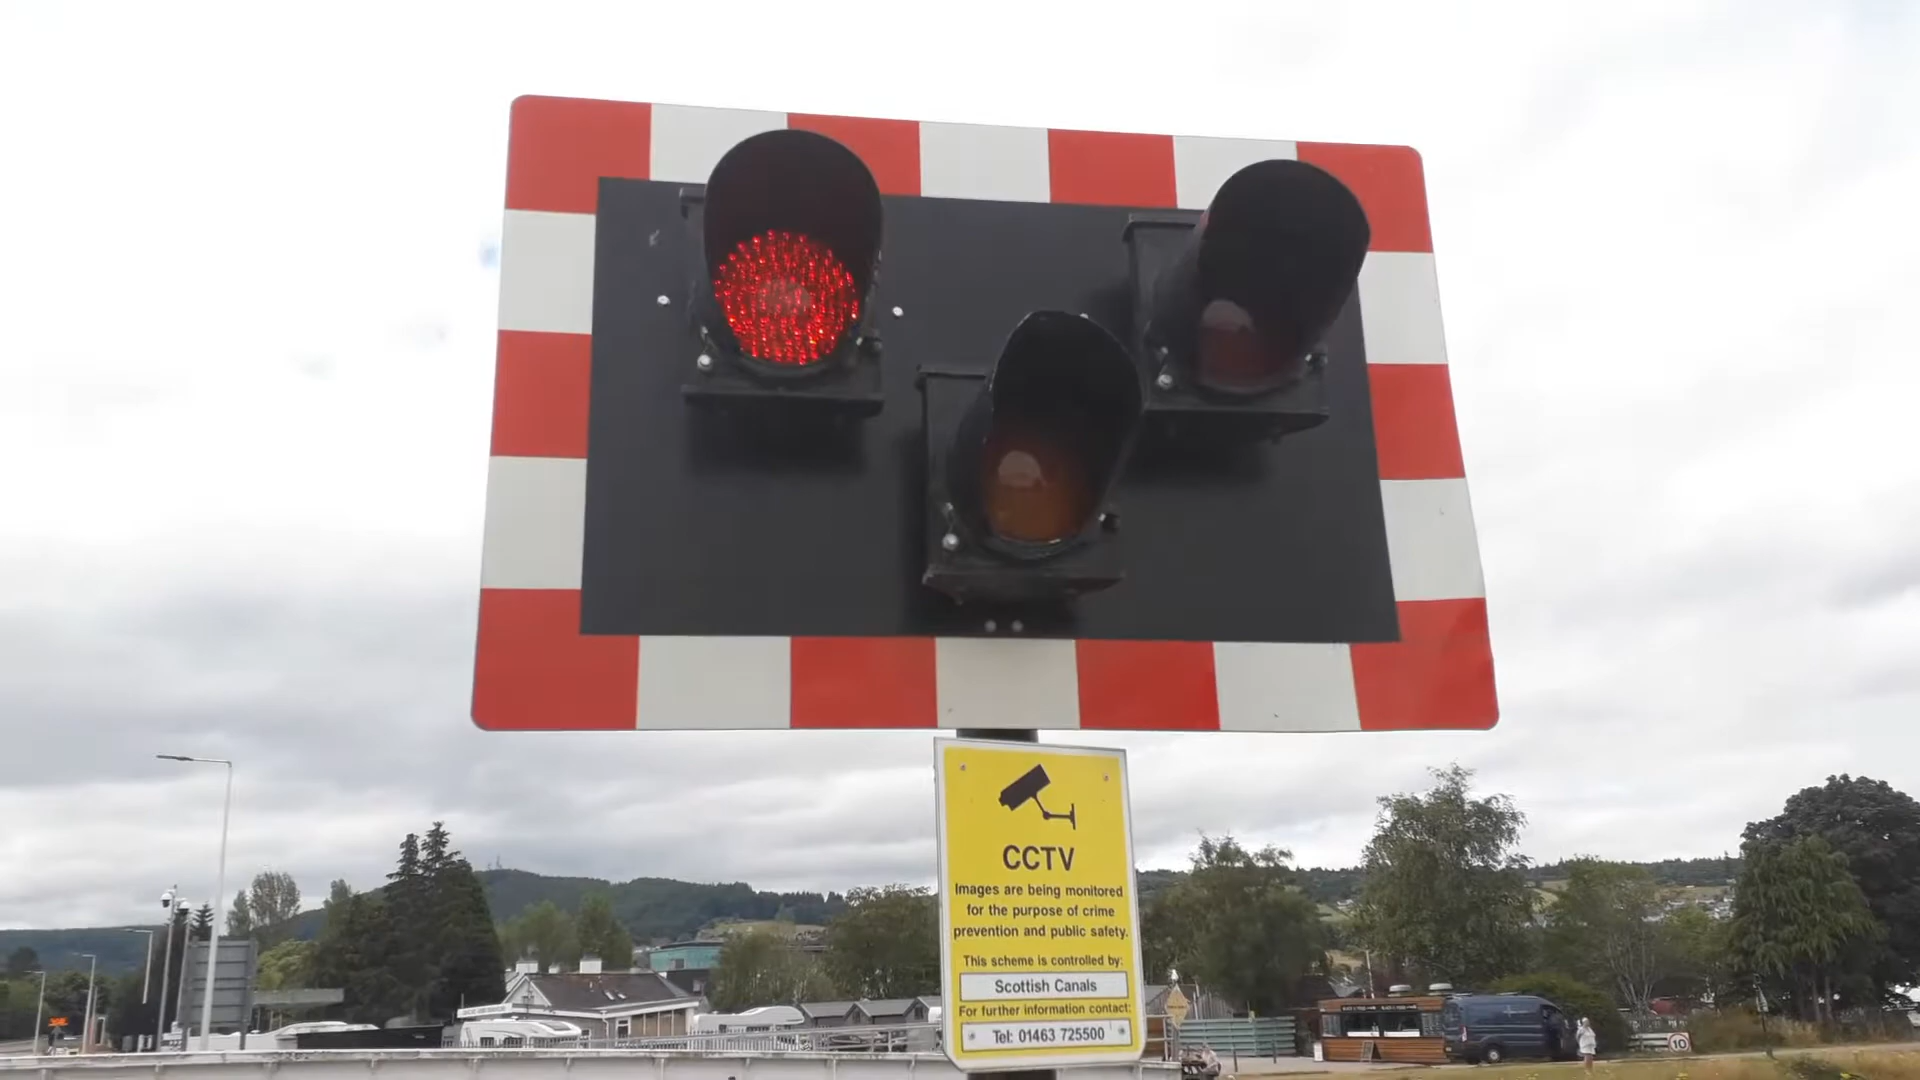 CCTV
Images are being monitored
for the purpose of crime
prevention and public safety.
This scheme is controlled by:
Scottish Canals
For further information contact:
Tel: 01463 725500
10